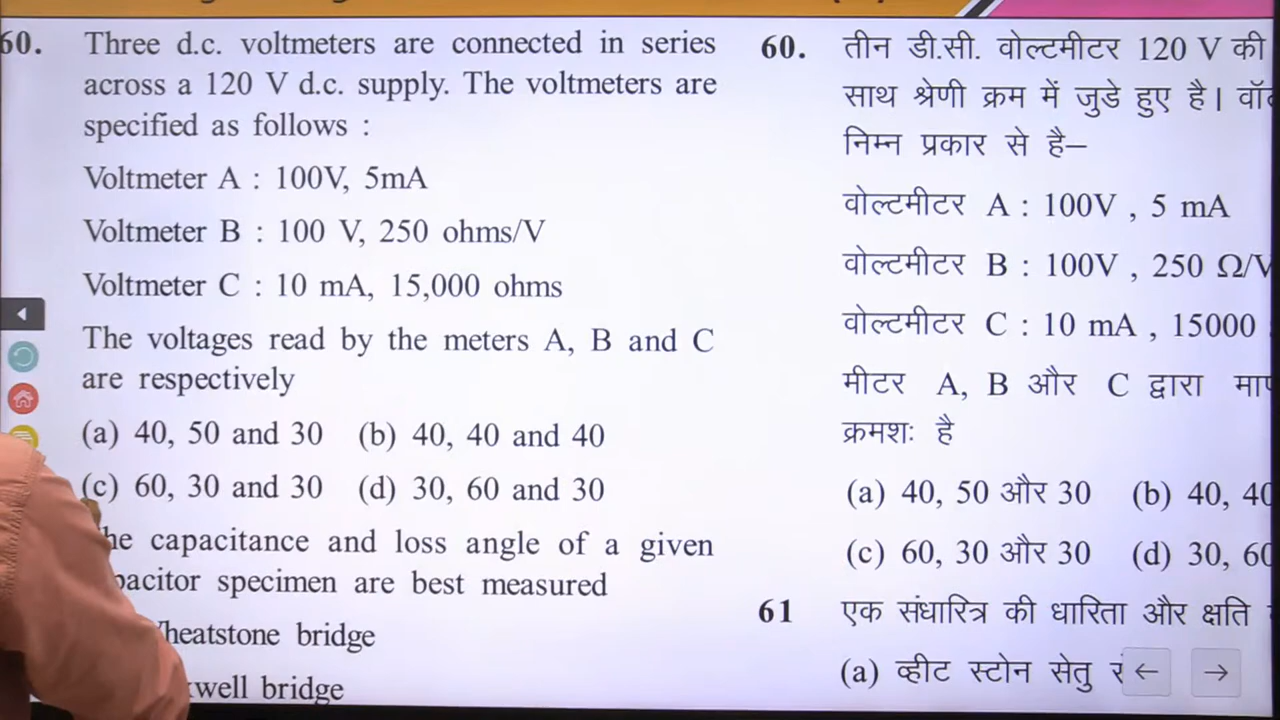 60.
Three d.c. voltmeters are connected in series
across a 120 V d.c. supply. The voltmeters are
specified as follows :
Voltmeter A : 100V, 5mA
Voltmeter B : 100 V, 250 ohms/V
Voltmeter C : 10 mA, 15,000 ohms
The voltages read by the meters A, B and C
are respectively
(a) 40, 50 and 30 (b) 40, 40 and 40
(c) 60, 30 and 30 (d) 30, 60 and 30
capacitance and loss angle of a given
specimen are best measured
bridge
bridge
60. तीन डी.सी. वोल्टमीटर 120 V की
साथ श्रेणी क्रम में जुडे हुए है।
निम्न प्रकार से है–
वोल्टमीटर A : 100V , 5 mA
वोल्टमीटर B : 100V , 250 Ω/V
वोल्टमीटर C : 10 mA , 15000
मीटर A, B और C द्वारा
क्रमशः है
(a) 40, 50 और 30 (b) 40, 40
(c) 60, 30 और 30 (d) 30, 60
61 एक संधारित्र की धारिता और क्षति
(a) व्हीट स्टोन सेतु